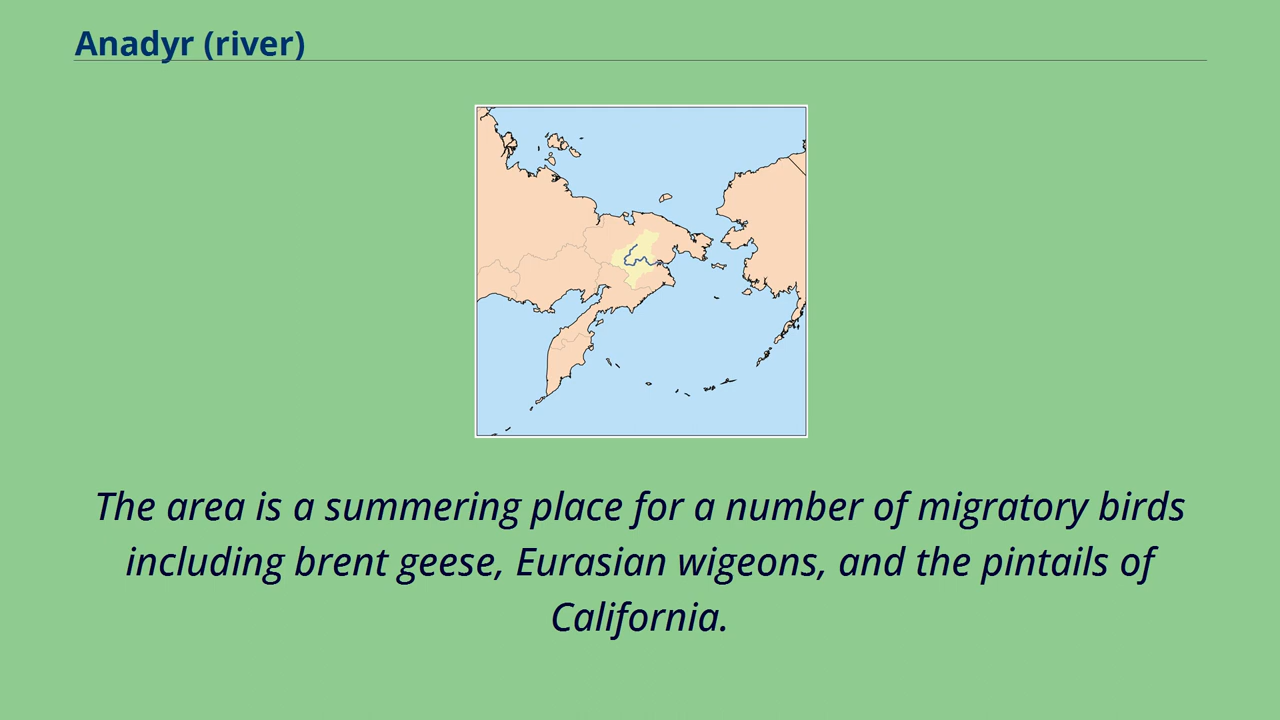 Anadyr (river)
The area is a summering place for a number of migratory birds
including brent geese, Eurasian wigeons, and the pintails of
California.